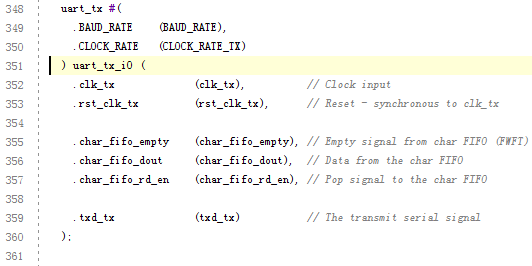 348 uart_tx #(
349 .BAUD_RATE (BAUD_RATE),
350 .CLOCK_RATE (CLOCK_RATE_TX)
351 ) uart_tx_i0 (
352 .clk_tx (clk_tx), // Clock input
353 .rst_clk_tx (rst_clk_tx), // Reset - synchronous to clk_tx
354
355 .char_fifo_empty (char_fifo_empty), // Empty signal from char FIFO (FWFT)
356 .char_fifo_dout (char_fifo_dout), // Data from the char FIFO
357 .char_fifo_rd_en (char_fifo_rd_en), // Pop signal to the char FIFO
358
359 .txd_tx (txd_tx) // The transmit serial signal
360 );
361